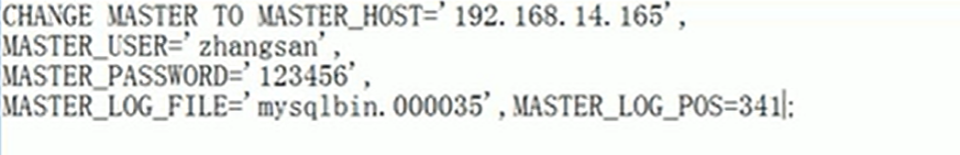 CHANGE MASTER TO MASTER_HOST='192.168.14.165',
MASTER_USER='zhangsan',
MASTER_PASSWORD='123456',
MASTER_LOG_FILE='mysqlbin.000035',MASTER_LOG_POS=341;